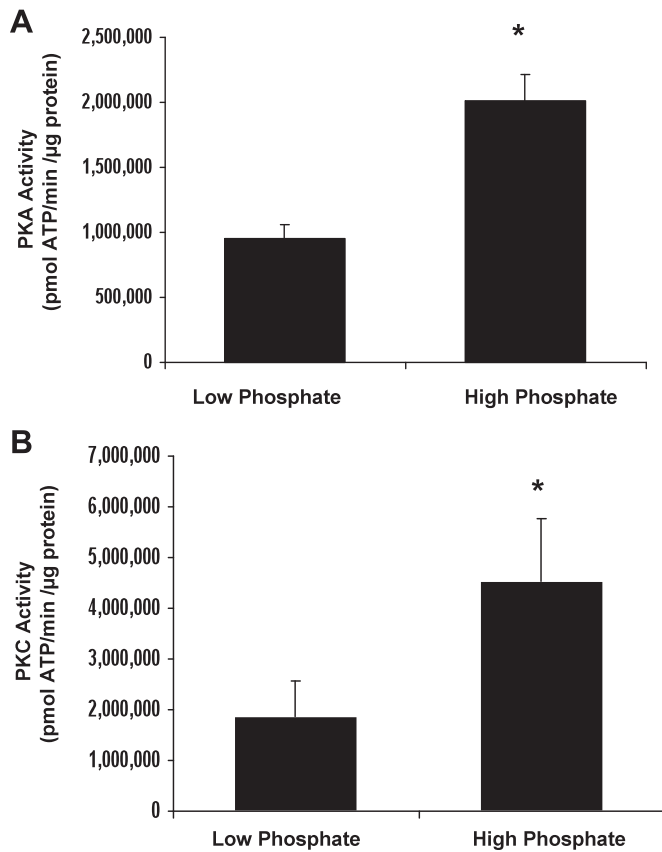 A
PKA Activity
(pmol ATP/min /µg protein)
2,500,000
2,000,000
1,500,000
1,000,000
500,000
0
*
Low Phosphate
High Phosphate
B
PKC Activity
(pmol ATP/min /µg protein)
7,000,000
6,000,000
5,000,000
4,000,000
3,000,000
2,000,000
1,000,000
0
*
Low Phosphate
High Phosphate